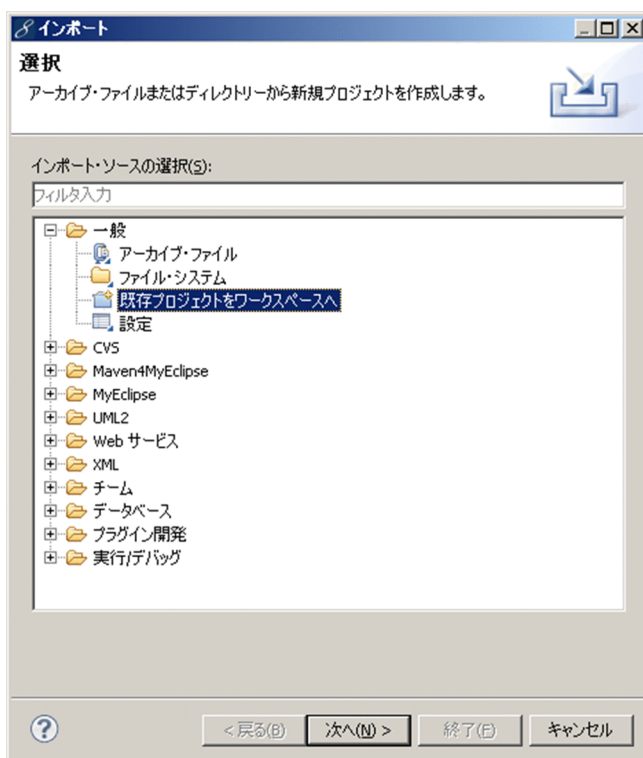 インポート
選択
アーカイブ・ファイルまたはディレクトリーから新規プロジェクトを作成します。
インポート・ソースの選択(S):
フィルタ入力
一般
アーカイブ・ファイル
ファイル・システム
既存プロジェクトをワークスペースへ
設定
CVS
Maven4MyEclipse
MyEclipse
UML2
Web サービス
XML
チーム
データベース
プラグイン開発
実行/デバッグ
< 戻る(B) 次へ(N) > 終了(F) キャンセル